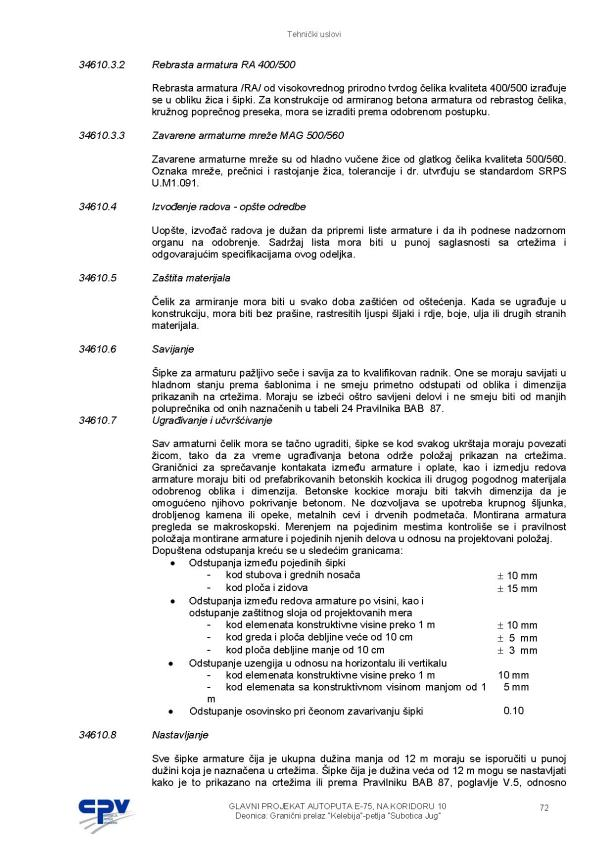 Tehnički uslovi
34610.3.2 Rebrasta armatura RA 400/500
Rebrasta armatura /RA/ od visokovrednog prirodno tvrdog čelika kvaliteta 400/500 izrađuje
se u obliku žica i šipki. Za konstrukcije od armiranog betona armatura od rebrastog čelika,
kružnog poprečnog preseka, mora se izraditi prema odobrenom postupku.
34610.3.3 Zavarene armaturne mreže MAG 500/560
Zavarene armaturne mreže su od hladno vučene žice od glatkog čelika kvaliteta 500/560.
Oznaka mreže, prečnici i rastojanje žica, tolerancije i dr. utvrđuju se standardom SRPS
U.M1.091.
34610.4 Izvođenje radova - opšte odredbe
Uopšte, izvođač radova je dužan da pripremi liste armature i da ih podnese nadzornom
organu na odobrenje. Sadržaj lista mora biti u punoj saglasnosti sa crtežima i
odgovarajućim specifikacijama ovog odeljka.
34610.5 Zaštita materijala
Čelik za armiranje mora biti u svako doba zaštićen od oštećenja. Kada se ugrađuje u
konstrukciju, mora biti bez prašine, rastresitih ljuspi šljaki i rdje, boje, ulja ili drugih stranih
materijala.
34610.6 Savijanje
Šipke za armaturu pažljivo seče i savija za to kvalifikovan radnik. One se moraju savijati u
hladnom stanju prema šablonima i ne smeju primetno odstupati od oblika i dimenzija
prikazanih na crtežima. Moraju se izbeći oštro savijeni delovi i ne smeju biti od manjih
poluprečnika od onih naznačenih u tabeli 24 Pravilnika BAB 87.
34610.7 Ugrađivanje i učvršćivanje
Sav armaturni čelik mora se tačno ugraditi, šipke se kod svakog ukrštaja moraju povezati
žicom, tako da za vreme ugrađivanja betona održe položaj prikazan na crtežima.
Graničnici za sprečavanje kontakata između armature i oplate, kao i izmedju redova
armature moraju biti od prefabrikovanih betonskih kockica ili drugog pogodnog materijala
odobrenog oblika i dimenzija. Betonske kockice moraju biti takvih dimenzija da je
omogućeno njihovo pokrivanje betonom. Ne dozvoljava se upotreba krupnog šljunka,
drobljenog kamena ili opeke, metalnih cevi i drvenih podmetača. Montirana armatura
pregleda se makroskopski. Merenjem na pojedinim mestima kontroliše se i pravilnost
položaja montirane armature i pojedinih njenih delova u odnosu na projektovani položaj.
Dopuštena odstupanja kreću se u sledećim granicama:
• Odstupanja između pojedinih šipki
- kod stubova i grednih nosača ± 10 mm
- kod ploča i zidova ± 15 mm
• Odstupanja između redova armature po visini, kao i
odstupanje zaštitnog sloja od projektovanih mera
- kod elemenata konstruktivne visine preko 1 m ± 10 mm
- kod greda i ploča debljine veće od 10 cm ± 5 mm
- kod ploča debljine manje od 10 cm ± 3 mm
• Odstupanje uzengija u odnosu na horizontalu ili vertikalu
- kod elemenata konstruktivne visine preko 1 m 10 mm
- kod elemenata sa konstruktivnom visinom manjom od 1 5 mm
m
• Odstupanje osovinsko pri čeonom zavarivanju šipki 0.10
34610.8 Nastavljanje
Sve šipke armature čija je ukupna dužina manja od 12 m moraju se isporučiti u punoj
dužini koja je naznačena u crtežima. Šipke čija je dužina veća od 12 m mogu se nastavljati
kako je to prikazano na crtežima ili prema Pravilniku BAB 87, poglavlje V.5, odnosno
CPV
GLAVNI PROJEKAT AUTOPUTA E-75, NA KORIDORU 10 72
Deonica: Granični prelaz "Kelebija"-petlja "Subotica Jug"